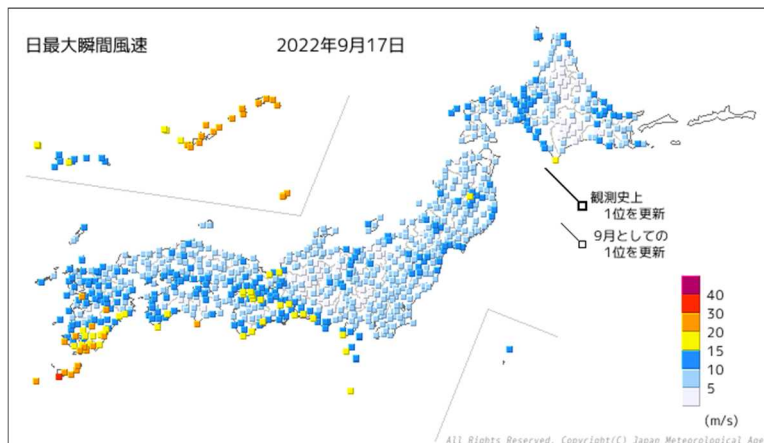 日最大瞬間風速
2022年9月17日
観測史上
1位を更新
9月としての
1位を更新
40
30
20
15
10
5
(m/s)
All Rights Reserved. Copyright(C) Japan Meteorological Age